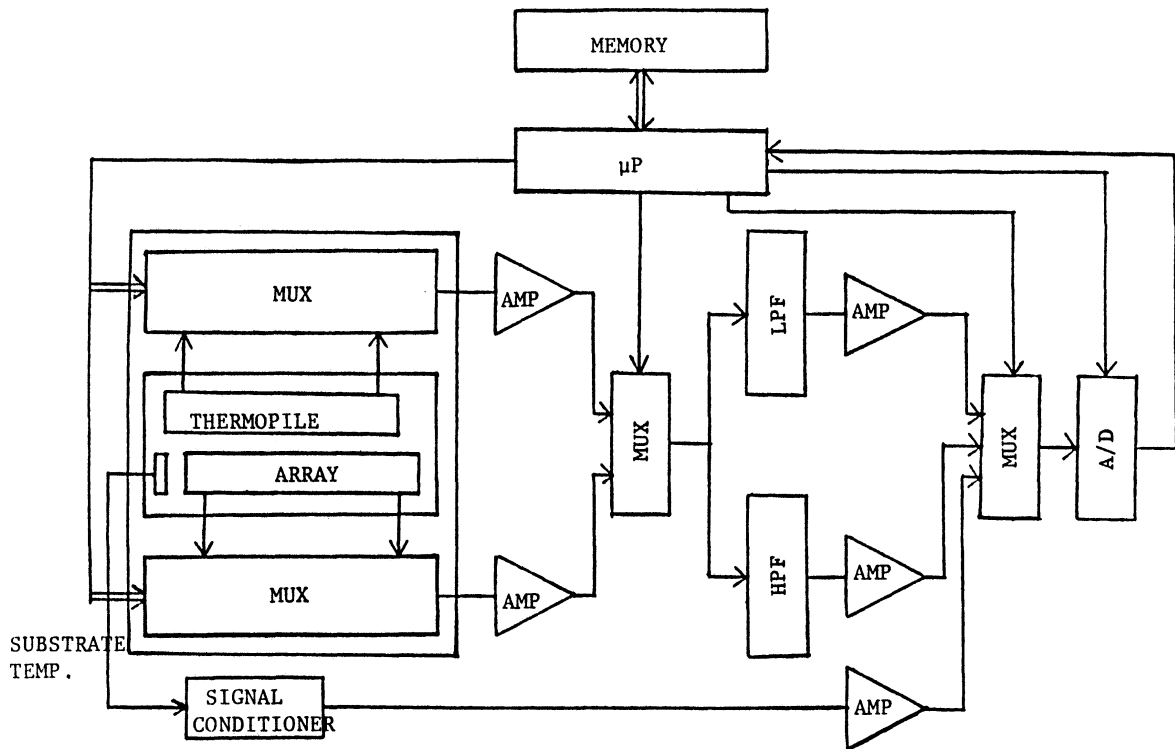 MEMORY
µP
MUX
AMP
LPF
AMP
THERMOPILE
MUX
MUX
A/D
ARRAY
MUX
AMP
HPF
AMP
SUBSTRATE
TEMP.
SIGNAL
CONDITIONER
AMP